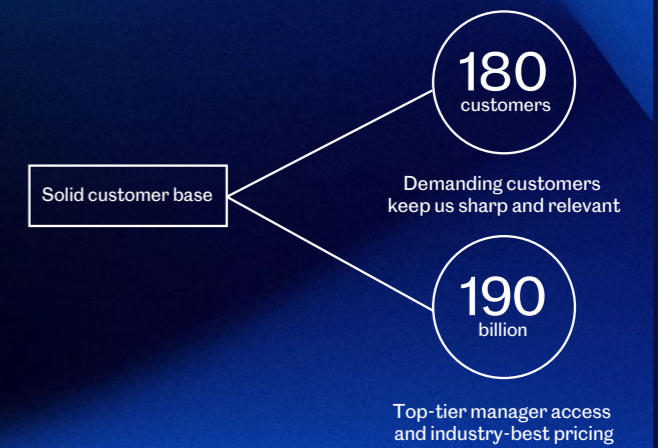 Solid customer base
180
customers
Demanding customers
keep us sharp and relevant
190
billion
Top-tier manager access
and industry-best pricing